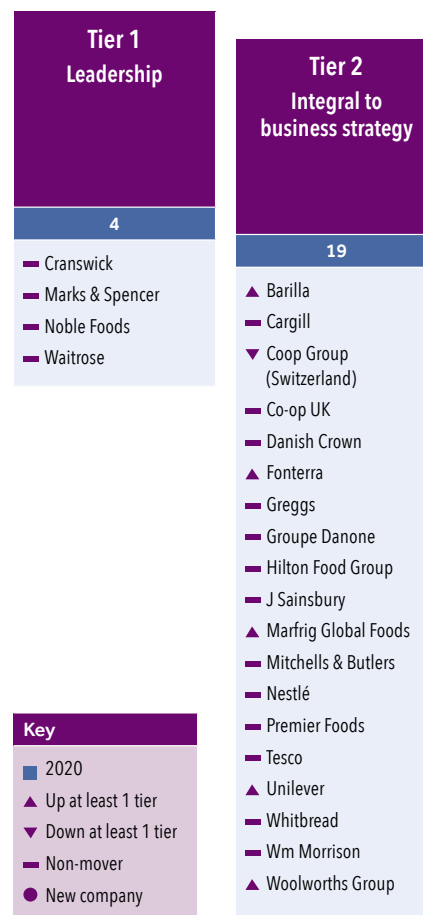 Tier 1
Leadership
4
Cranswick
Marks & Spencer
Noble Foods
Waitrose
Tier 2
Integral to
business strategy
19
Barilla
Cargill
Coop Group
(Switzerland)
Co-op UK
Danish Crown
Fonterra
Greggs
Groupe Danone
Hilton Food Group
J Sainsbury
Marfrig Global Foods
Mitchells & Butlers
Nestlé
Premier Foods
Tesco
Unilever
Whitbread
Wm Morrison
Woolworths Group
Key
2020
Up at least 1 tier
Down at least 1 tier
Non-mover
New company